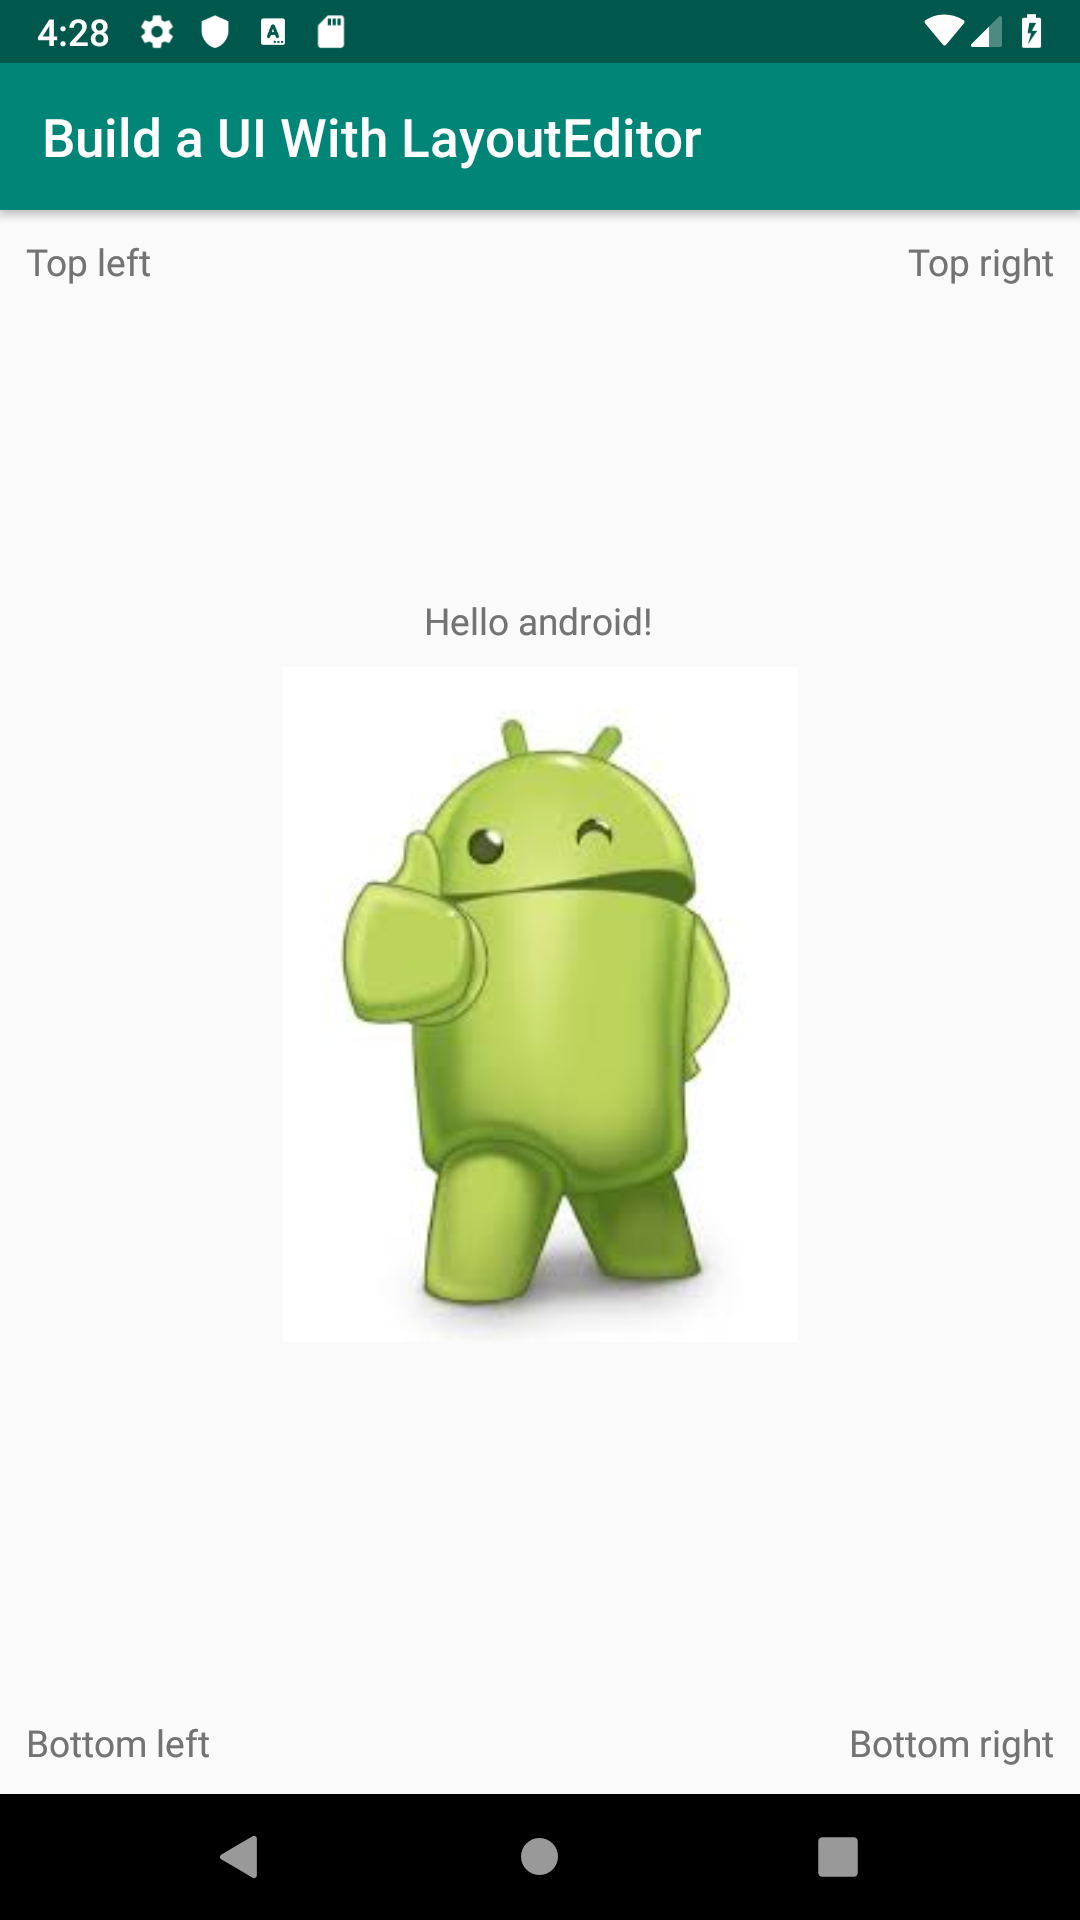 4:28
Build a UI With LayoutEditor
Top left
Top right
Hello android!
Bottom left
Bottom right